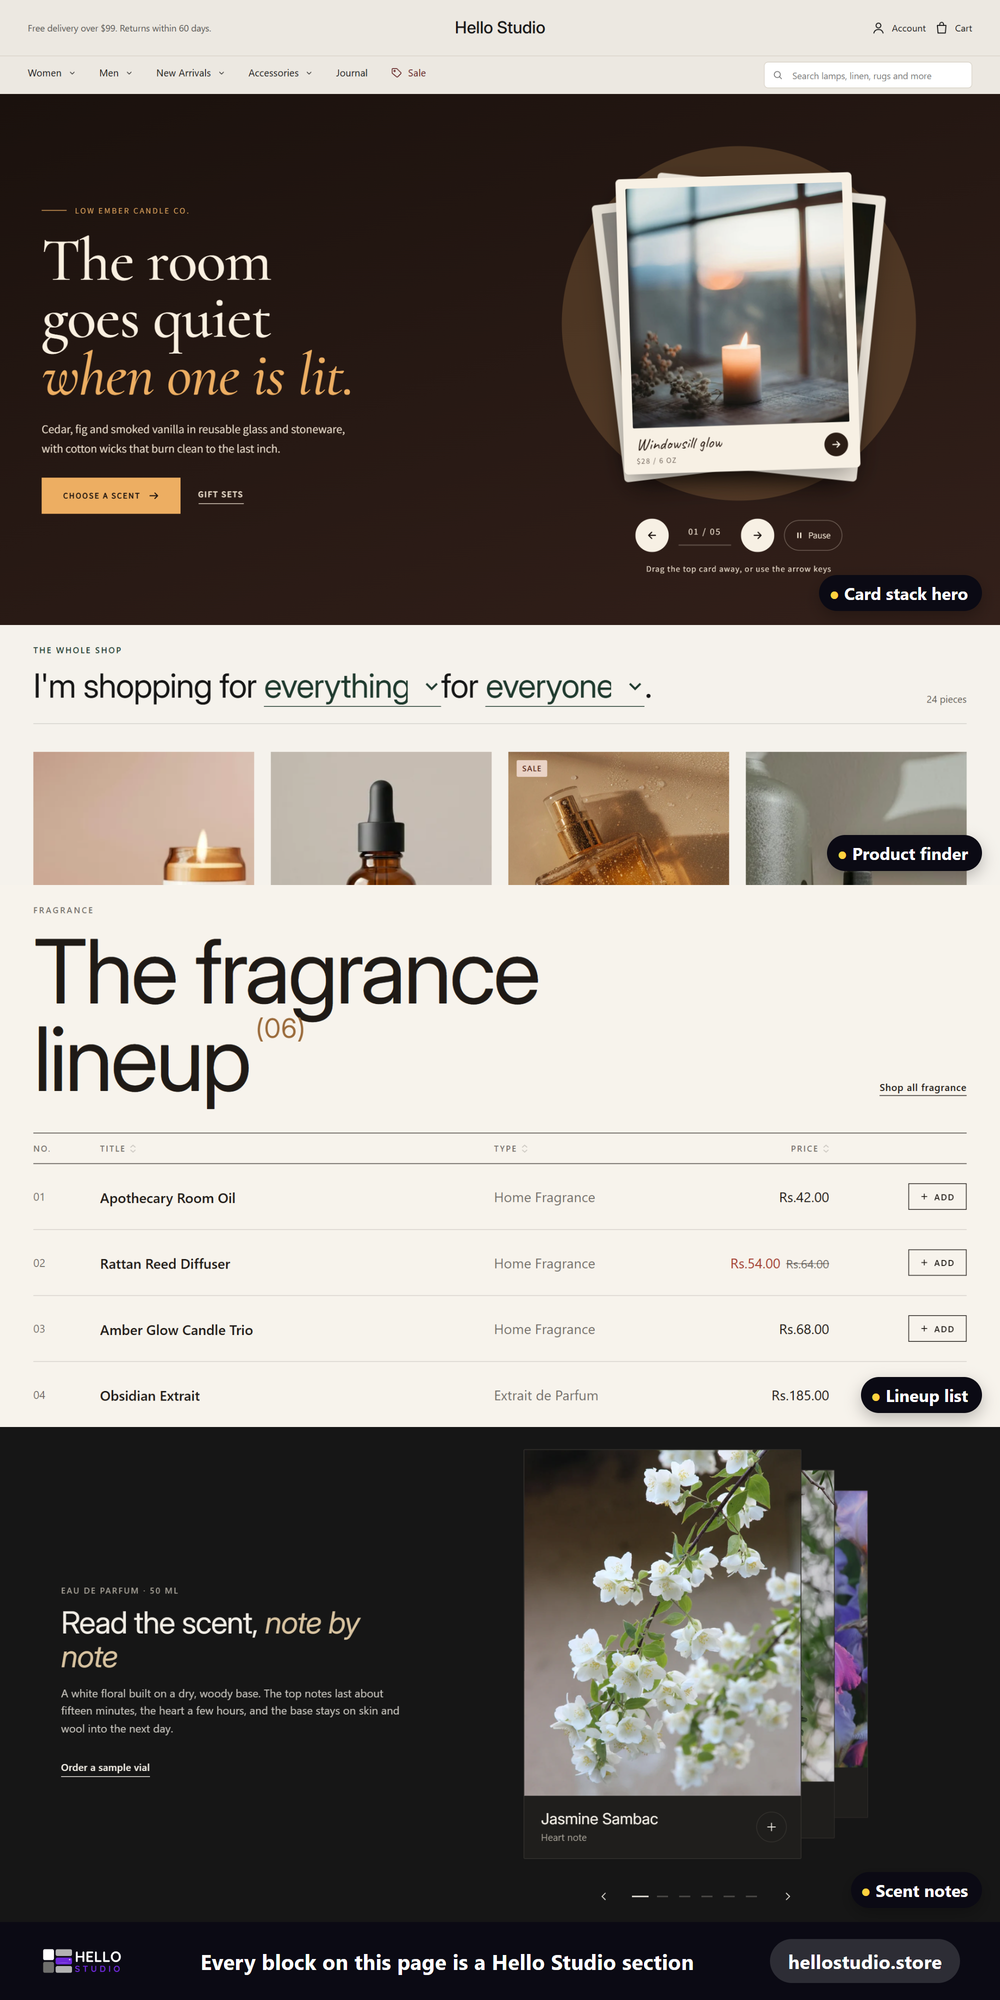 Free delivery over $99. Returns within 60 days.
Hello Studio
Account
Cart
Women
Men
New Arrivals
Accessories
Journal
Sale
Search lamps, linen, rugs and more
LOW EMBER CANDLE CO.
The room
goes quiet
when one is lit.
Cedar, fig and smoked vanilla in reusable glass and stoneware,
with cotton wicks that burn clean to the last inch.
CHOOSE A SCENT
GIFT SETS
Windowsill glow
$28 / 6 OZ
01 / 05
Pause
Drag the top card away, or use the arrow keys
Card stack hero
THE WHOLE SHOP
I'm shopping for everything for everyone.
24 pieces
SALE
Product finder
FRAGRANCE
The fragrance
lineup (06)
Shop all fragrance
NO. TITLE TYPE PRICE
01 Apothecary Room Oil Home Fragrance Rs.42.00 + ADD
02 Rattan Reed Diffuser Home Fragrance Rs.54.00 Rs.64.00 + ADD
03 Amber Glow Candle Trio Home Fragrance Rs.68.00 + ADD
04 Obsidian Extrait Extrait de Parfum Rs.185.00
Lineup list
EAU DE PARFUM · 50 ML
Read the scent, note by
note
A white floral built on a dry, woody base. The top notes last about
fifteen minutes, the heart a few hours, and the base stays on skin and
wool into the next day.
Order a sample vial
Jasmine Sambac
Heart note
Scent notes
HELLO
STUDIO
Every block on this page is a Hello Studio section
hellostudio.store